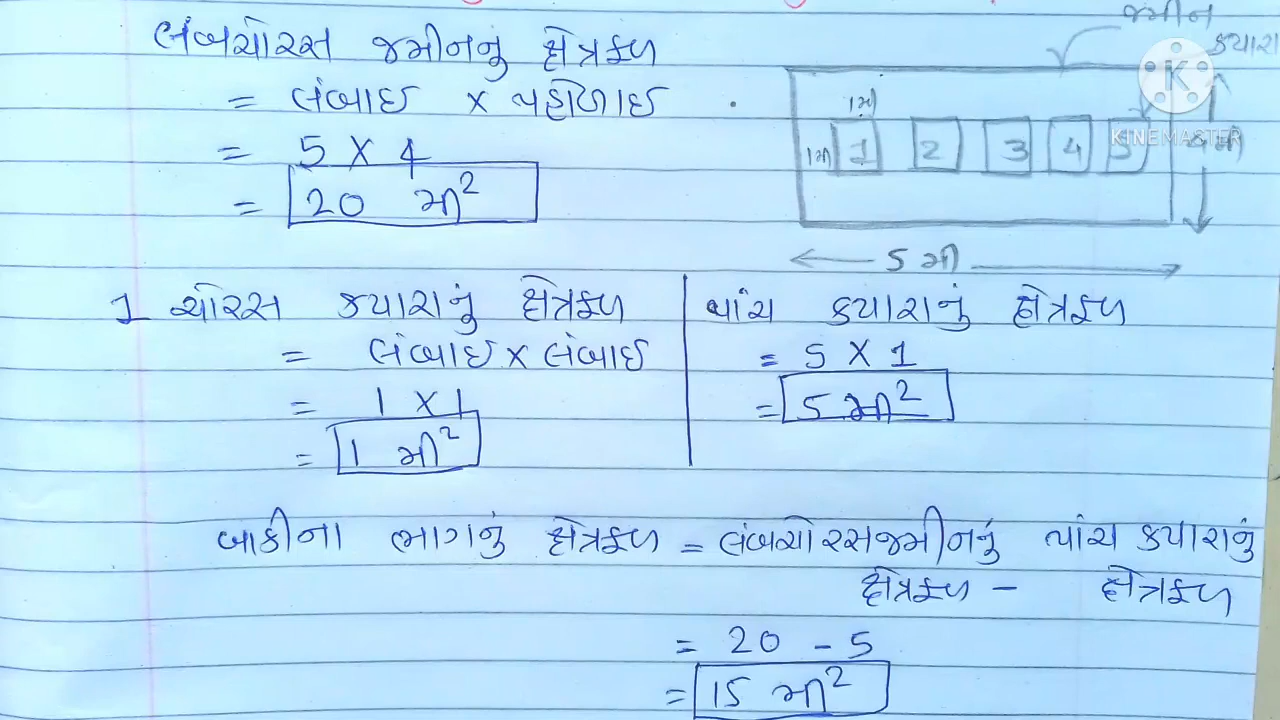 લંબચોરસ જમીનનું ક્ષેત્રફળ
= લંબાઈ × પહોળાઈ
= 5 × 4
= 20 મી²
જમીન
ક્યારા
KINEMASTER
1મી
1મી 1 2 3 4 5
4 મી
5 મી
1 ચોરસ ક્યારાનું ક્ષેત્રફળ
= લંબાઈ × લંબાઈ
= 1 × 1
= 1 મી²
પાંચ ક્યારાનું ક્ષેત્રફળ
= 5 × 1
= 5 મી²
બાકીના ભાગનું ક્ષેત્રફળ = લંબચોરસજમીનનું પાંચ ક્યારાનું
ક્ષેત્રફળ - ક્ષેત્રફળ
= 20 - 5
= 15 મી²